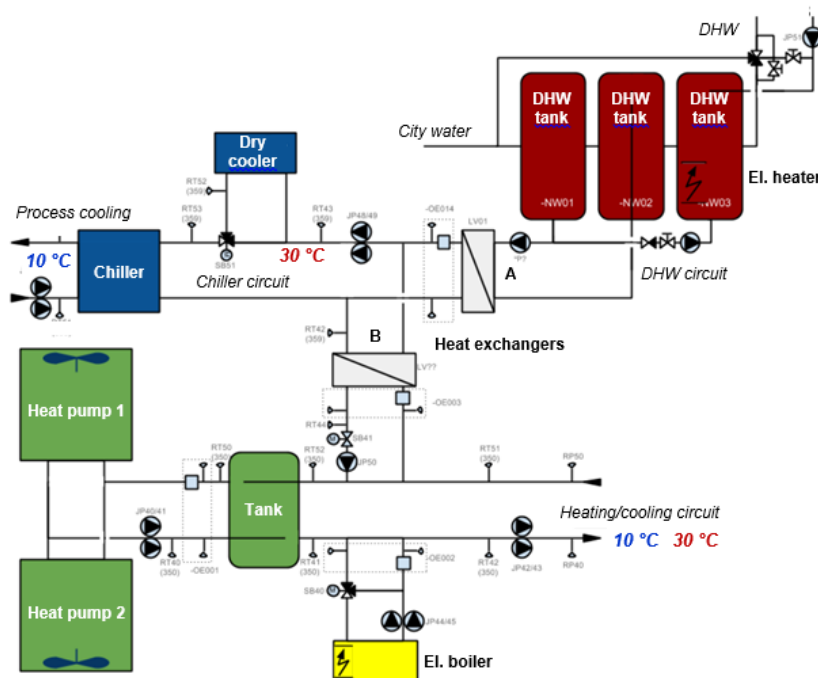 DHW
JP51
DHW
tank
DHW
tank
DHW
tank
City water
El. heater
-NW01
-NW02
-NW03
Dry
cooler
RT52
(359)
Process cooling
RT53
(359)
RT43
(359)
JP48/49
-OE014
LV01
10 °C
Chiller
SB51
30 °C
Chiller circuit
"P?
A
DHW circuit
B
RT42
(359)
Heat exchangers
LV??
-OE003
Heat pump 1
RT44
SB41
JP50
RT50
(350)
RT52
(350)
RT51
(350)
RP50
Tank
JP40/41
Heating/cooling circuit
10 °C 30 °C
RT40
(350)
-OE001
RT41
(350)
-OE002
RT42
(350)
JP42/43
RP40
Heat pump 2
SB40
M
JP44/45
El. boiler